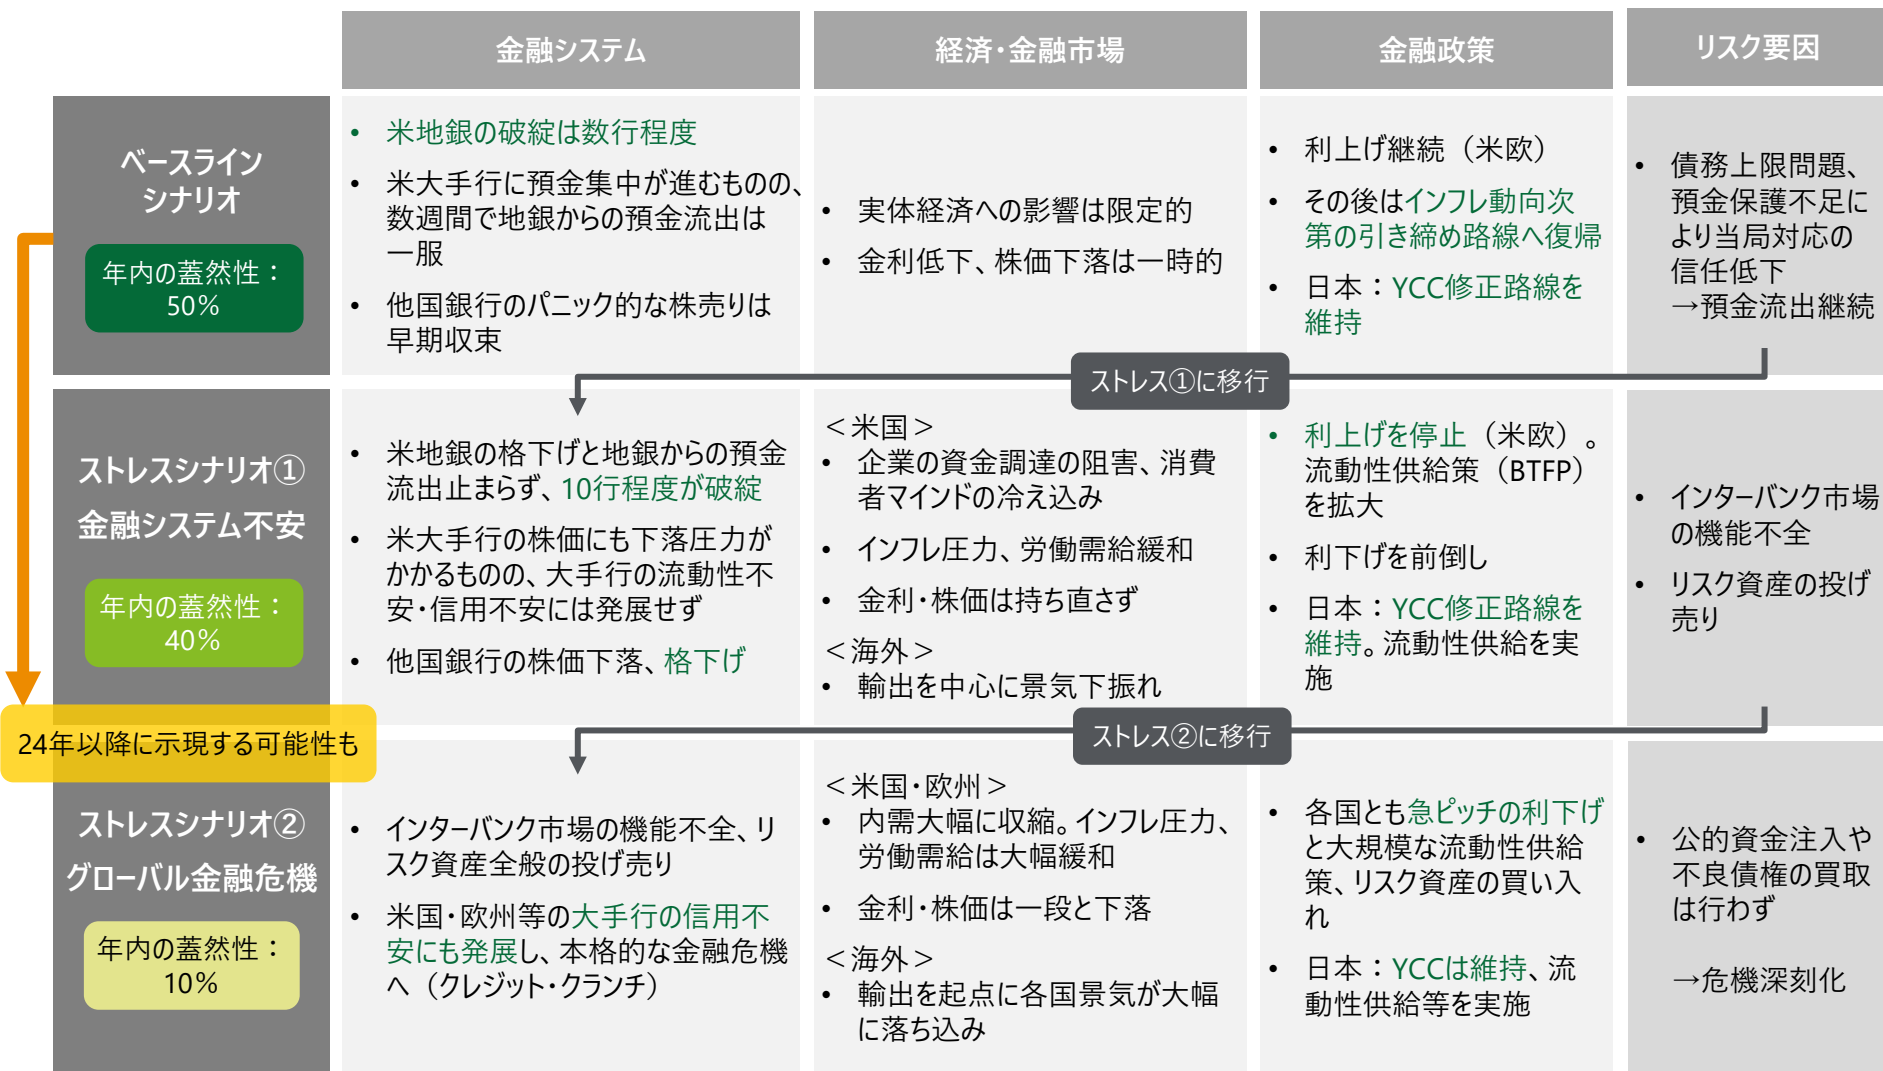 金融システム
経済・金融市場
金融政策
リスク要因
ベースライン
シナリオ
年内の蓋然性：
50%
• 米地銀の破綻は数行程度
• 米大手行に預金集中が進むものの、
数週間で地銀からの預金流出は
一服
• 他国銀行のパニック的な株売りは
早期収束
• 実体経済への影響は限定的
• 金利低下、株価下落は一時的
• 利上げ継続（米欧）
• その後はインフレ動向次
第の引き締め路線へ復帰
• 日本：YCC修正路線を
維持
• 債務上限問題、
預金保護不足に
より当局対応の
信任低下
→預金流出継続
ストレス①に移行
ストレスシナリオ①
金融システム不安
年内の蓋然性：
40%
• 米地銀の格下げと地銀からの預金
流出止まらず、10行程度が破綻
• 米大手行の株価にも下落圧力が
かかるものの、大手行の流動性不
安・信用不安には発展せず
• 他国銀行の株価下落、格下げ
＜米国＞
• 企業の資金調達の阻害、消費
者マインドの冷え込み
• インフレ圧力、労働需給緩和
• 金利・株価は持ち直さず
＜海外＞
• 輸出を中心に景気下振れ
• 利上げを停止（米欧）。
流動性供給策（BTFP）
を拡大
• 利下げを前倒し
• 日本：YCC修正路線を
維持。流動性供給を実
施
• インターバンク市場
の機能不全
• リスク資産の投げ
売り
24年以降に示現する可能性も
ストレス②に移行
ストレスシナリオ②
グローバル金融危機
年内の蓋然性：
10%
• インターバンク市場の機能不全、リ
スク資産全般の投げ売り
• 米国・欧州等の大手行の信用不
安にも発展し、本格的な金融危機
へ（クレジット・クランチ）
＜米国・欧州＞
• 内需大幅に収縮。インフレ圧力、
労働需給は大幅緩和
• 金利・株価は一段と下落
＜海外＞
• 輸出を起点に各国景気が大幅
に落ち込み
• 各国とも急ピッチの利下げ
と大規模な流動性供給
策、リスク資産の買い入
れ
• 日本：YCCは維持、流
動性供給等を実施
• 公的資金注入や
不良債権の買取
は行わず
→危機深刻化